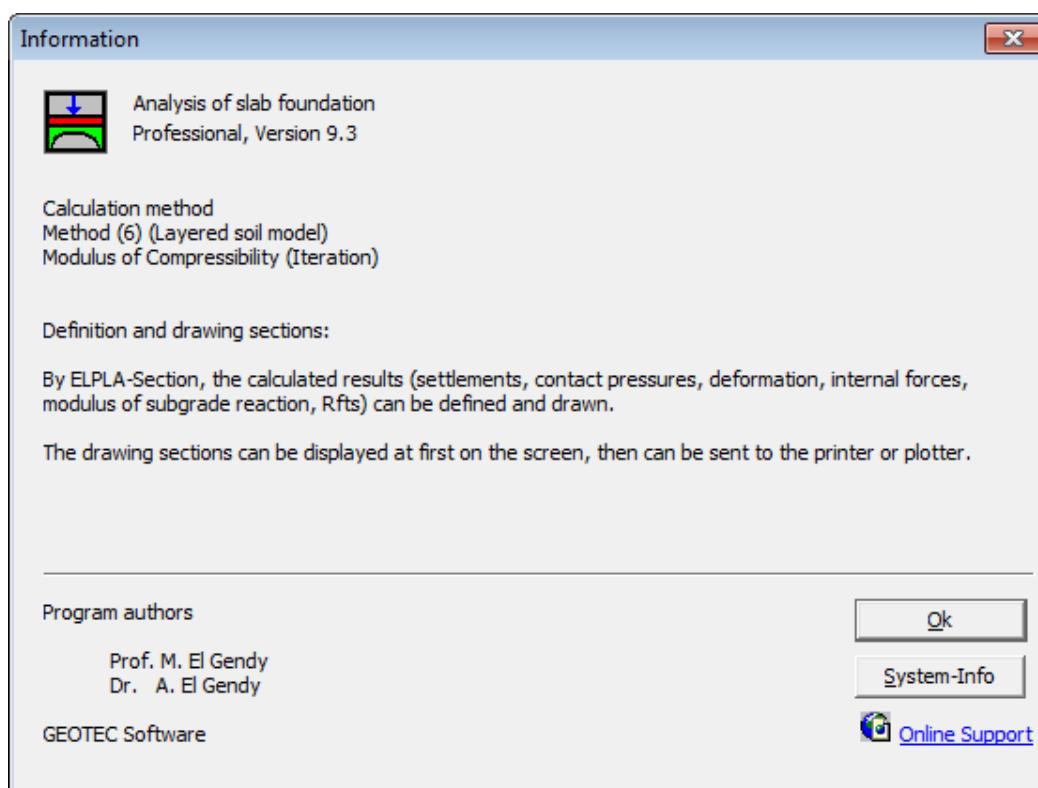 Information
Analysis of slab foundation
Professional, Version 9.3
Calculation method
Method (6) (Layered soil model)
Modulus of Compressibility (Iteration)
Definition and drawing sections:
By ELPLA-Section, the calculated results (settlements, contact pressures, deformation, internal forces,
modulus of subgrade reaction, Rfts) can be defined and drawn.
The drawing sections can be displayed at first on the screen, then can be sent to the printer or plotter.
Program authors
Prof. M. El Gendy
Dr. A. El Gendy
GEOTEC Software
Ok
System-Info
Online Support